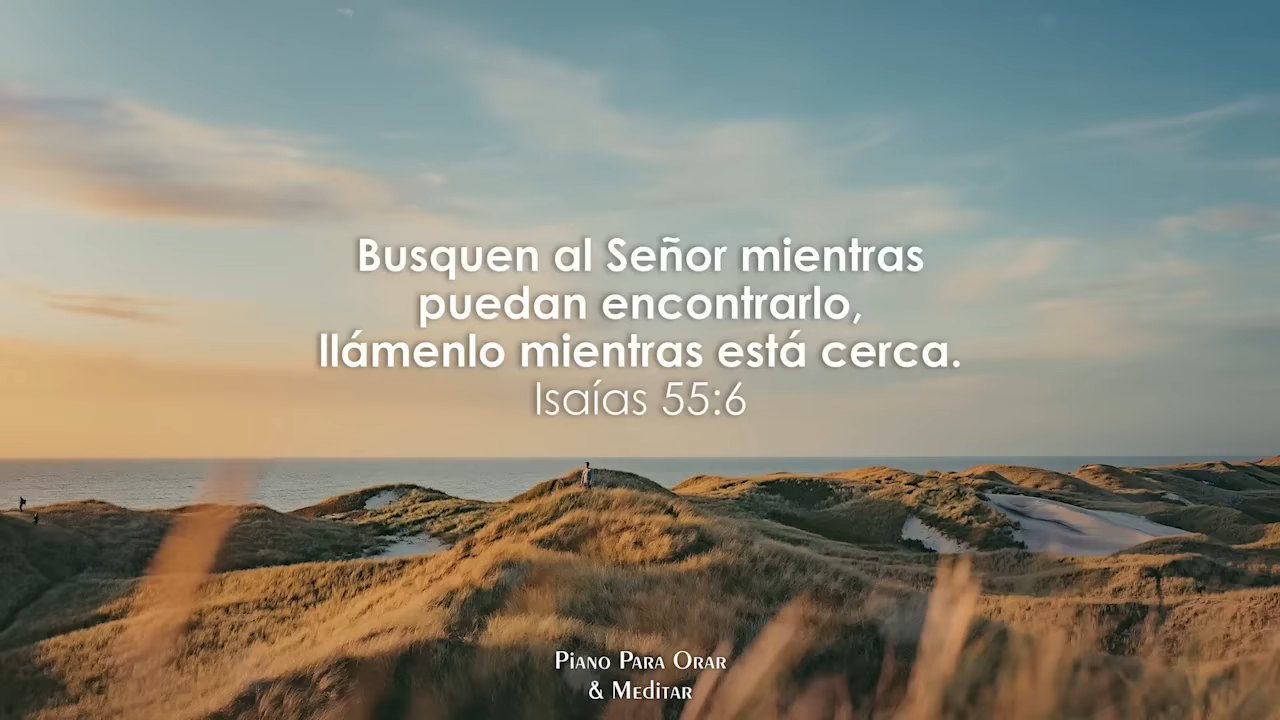 Busquen al Señor mientras
puedan encontrarlo,
llámenlo mientras está cerca.
Isaías 55:6
Piano Para Orar
& Meditar